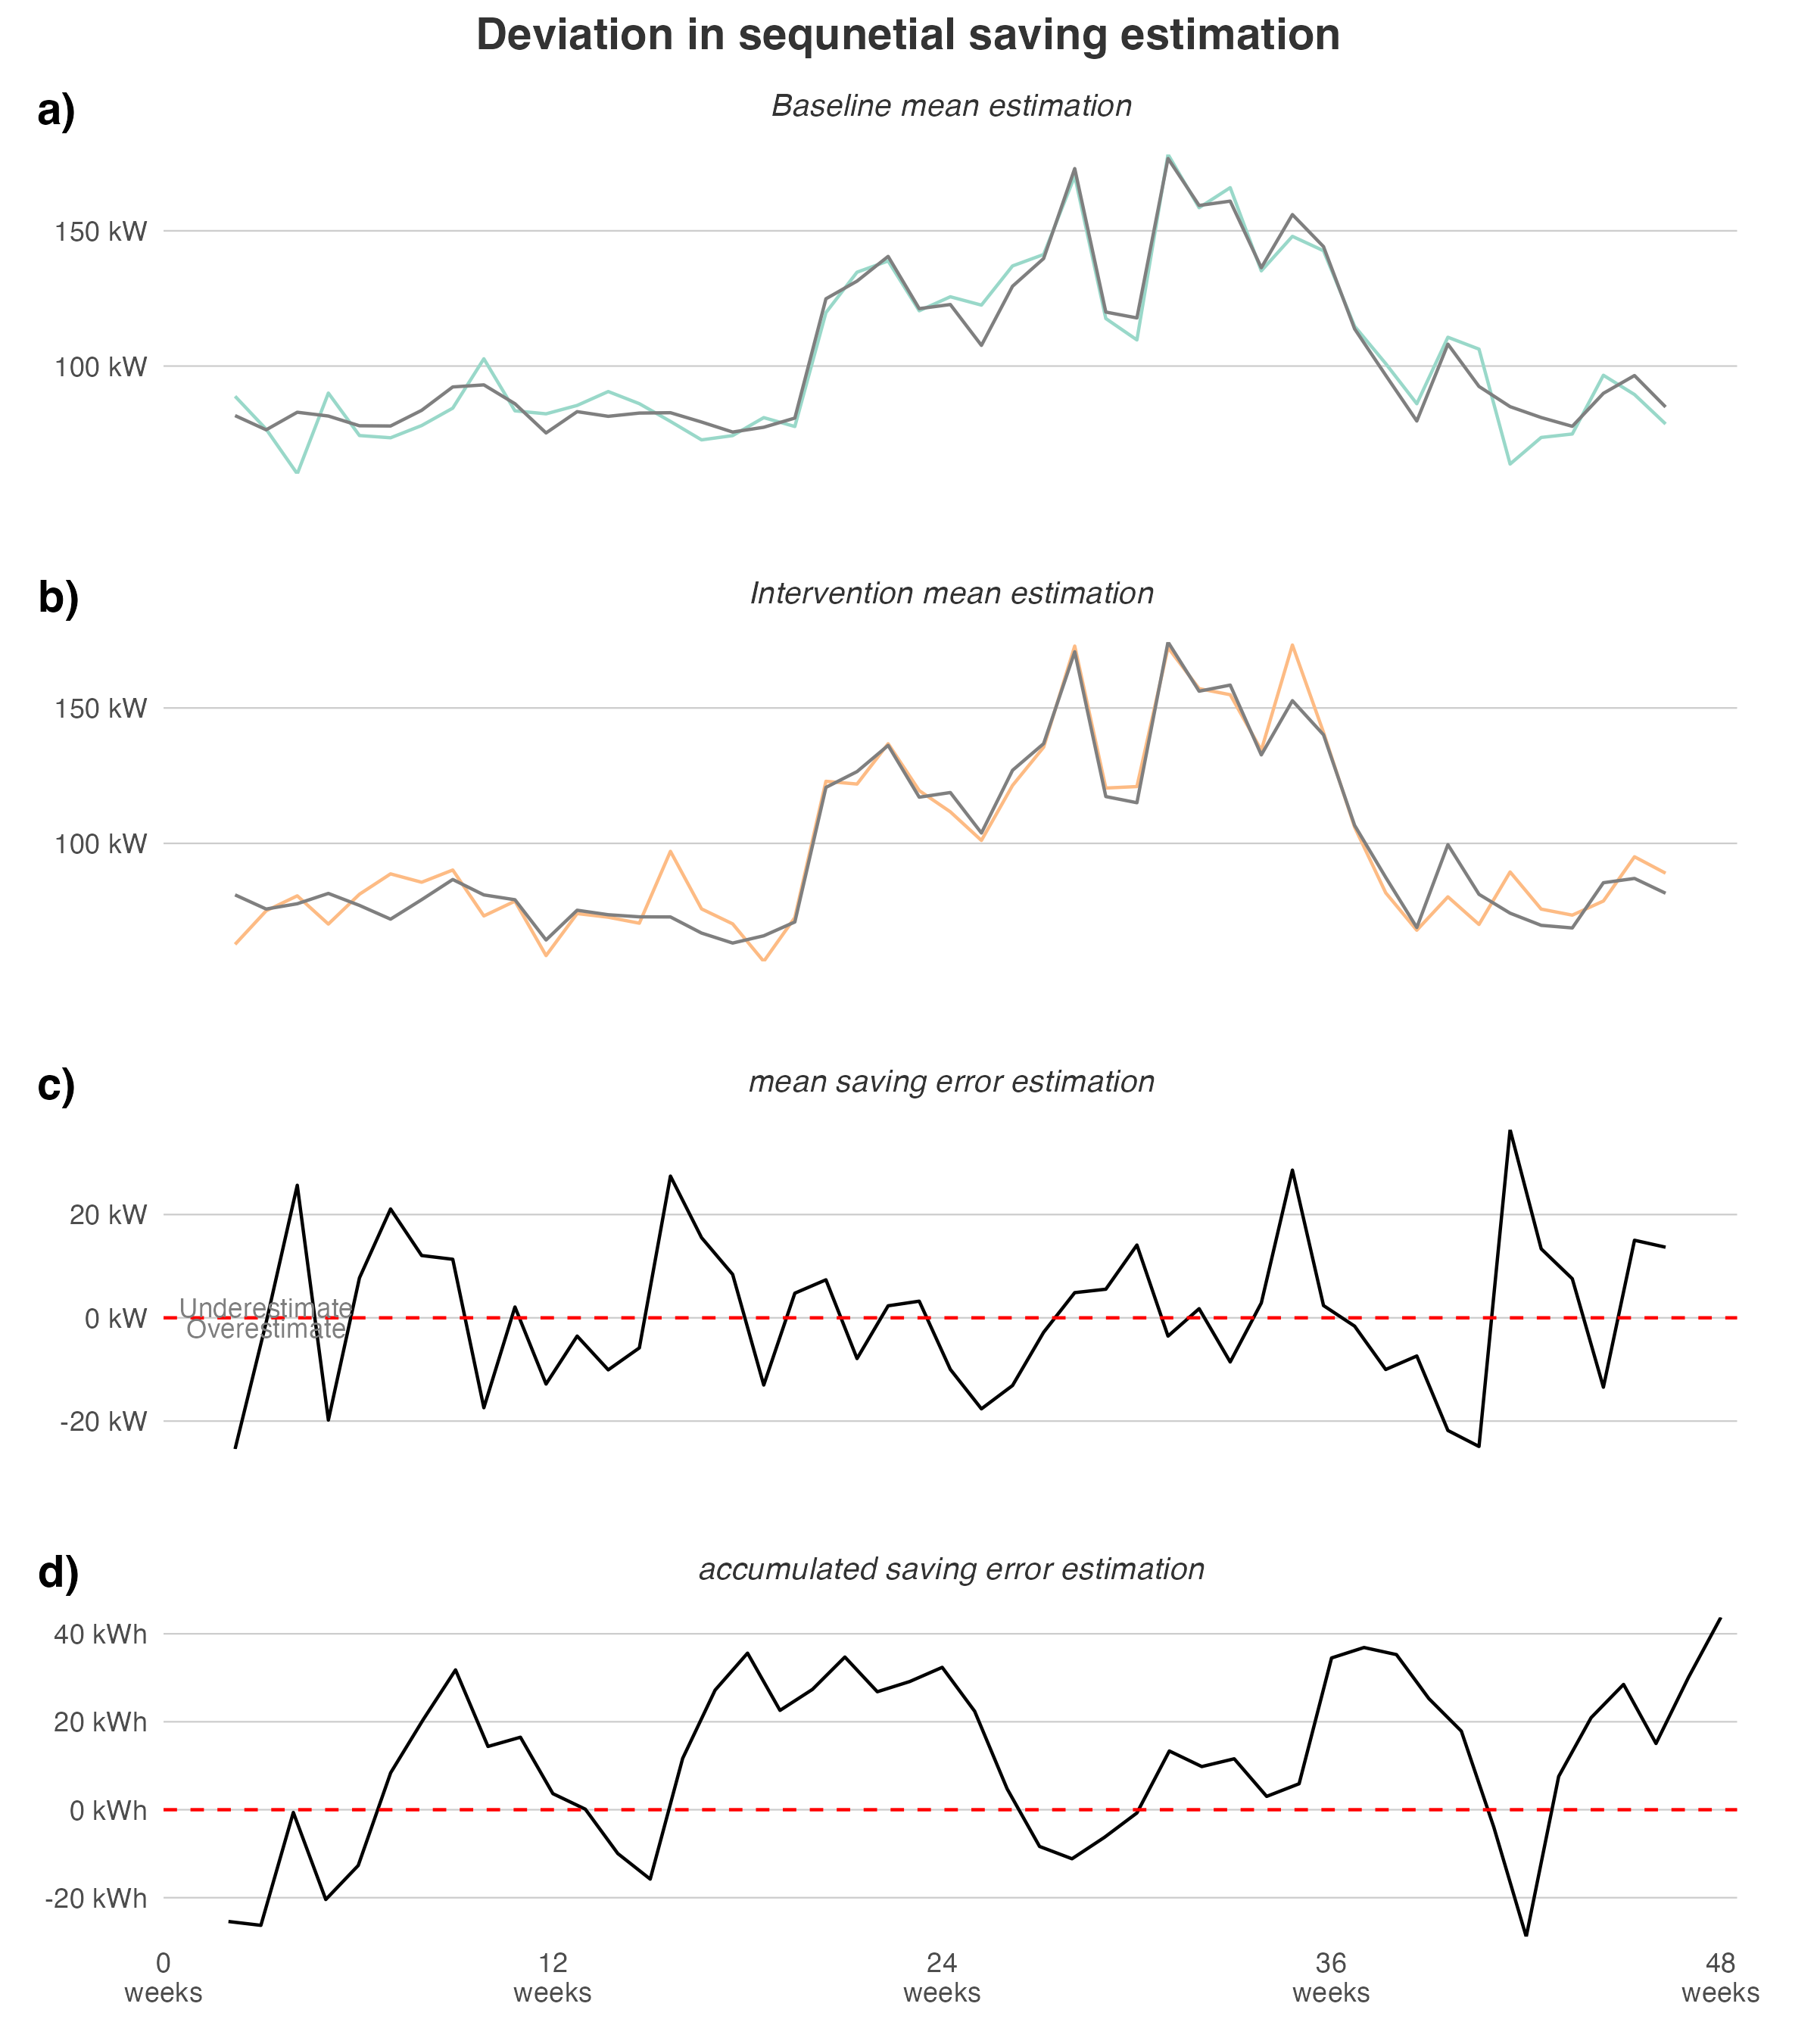 Deviation in sequnetial saving estimation
a)
Baseline mean estimation
150 kW
100 kW
b)
Intervention mean estimation
150 kW
100 kW
c)
mean saving error estimation
20 kW
Underestimate
0 kW
Overestimate
-20 kW
d)
accumulated saving error estimation
40 kWh
20 kWh
0 kWh
-20 kWh
0 12 24 36 48
weeks weeks weeks weeks weeks